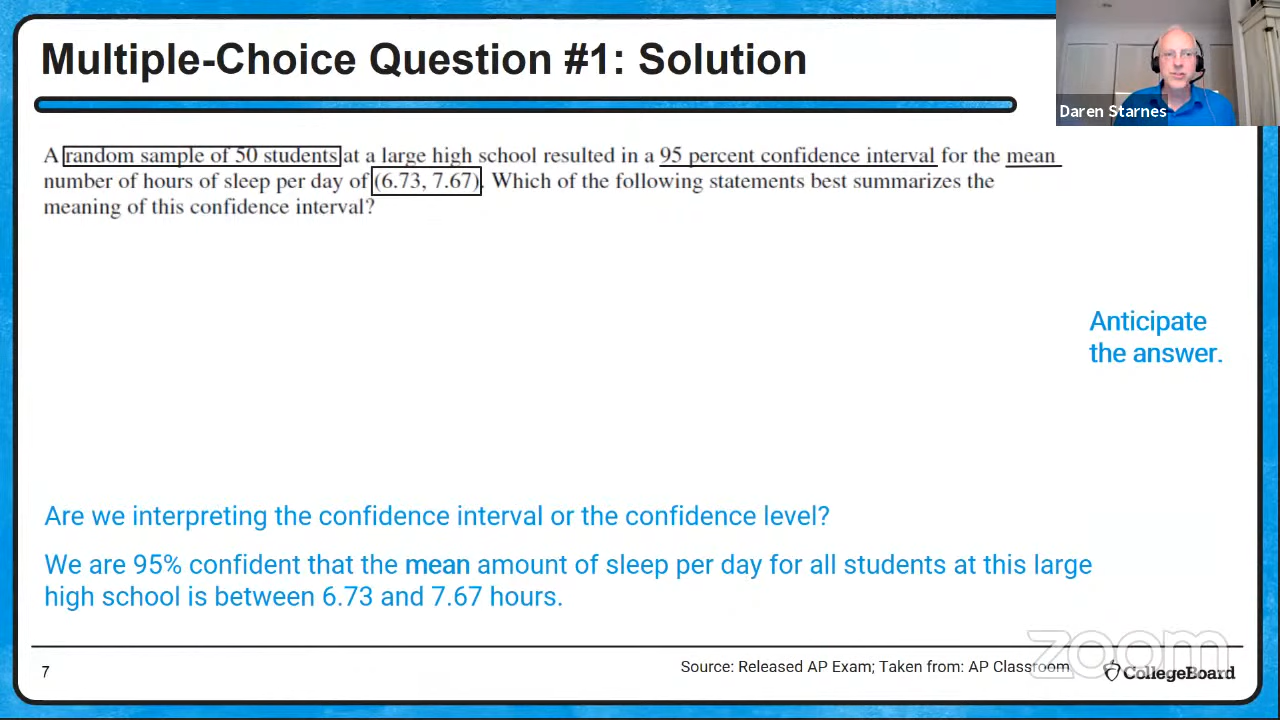 Multiple-Choice Question #1: Solution
Daren Starnes
A random sample of 50 students at a large high school resulted in a 95 percent confidence interval for the mean
number of hours of sleep per day of (6.73, 7.67). Which of the following statements best summarizes the
meaning of this confidence interval?
Anticipate
the answer.
Are we interpreting the confidence interval or the confidence level?
We are 95% confident that the mean amount of sleep per day for all students at this large
high school is between 6.73 and 7.67 hours.
zoom
7
Source: Released AP Exam; Taken from: AP Classroom
CollegeBoard